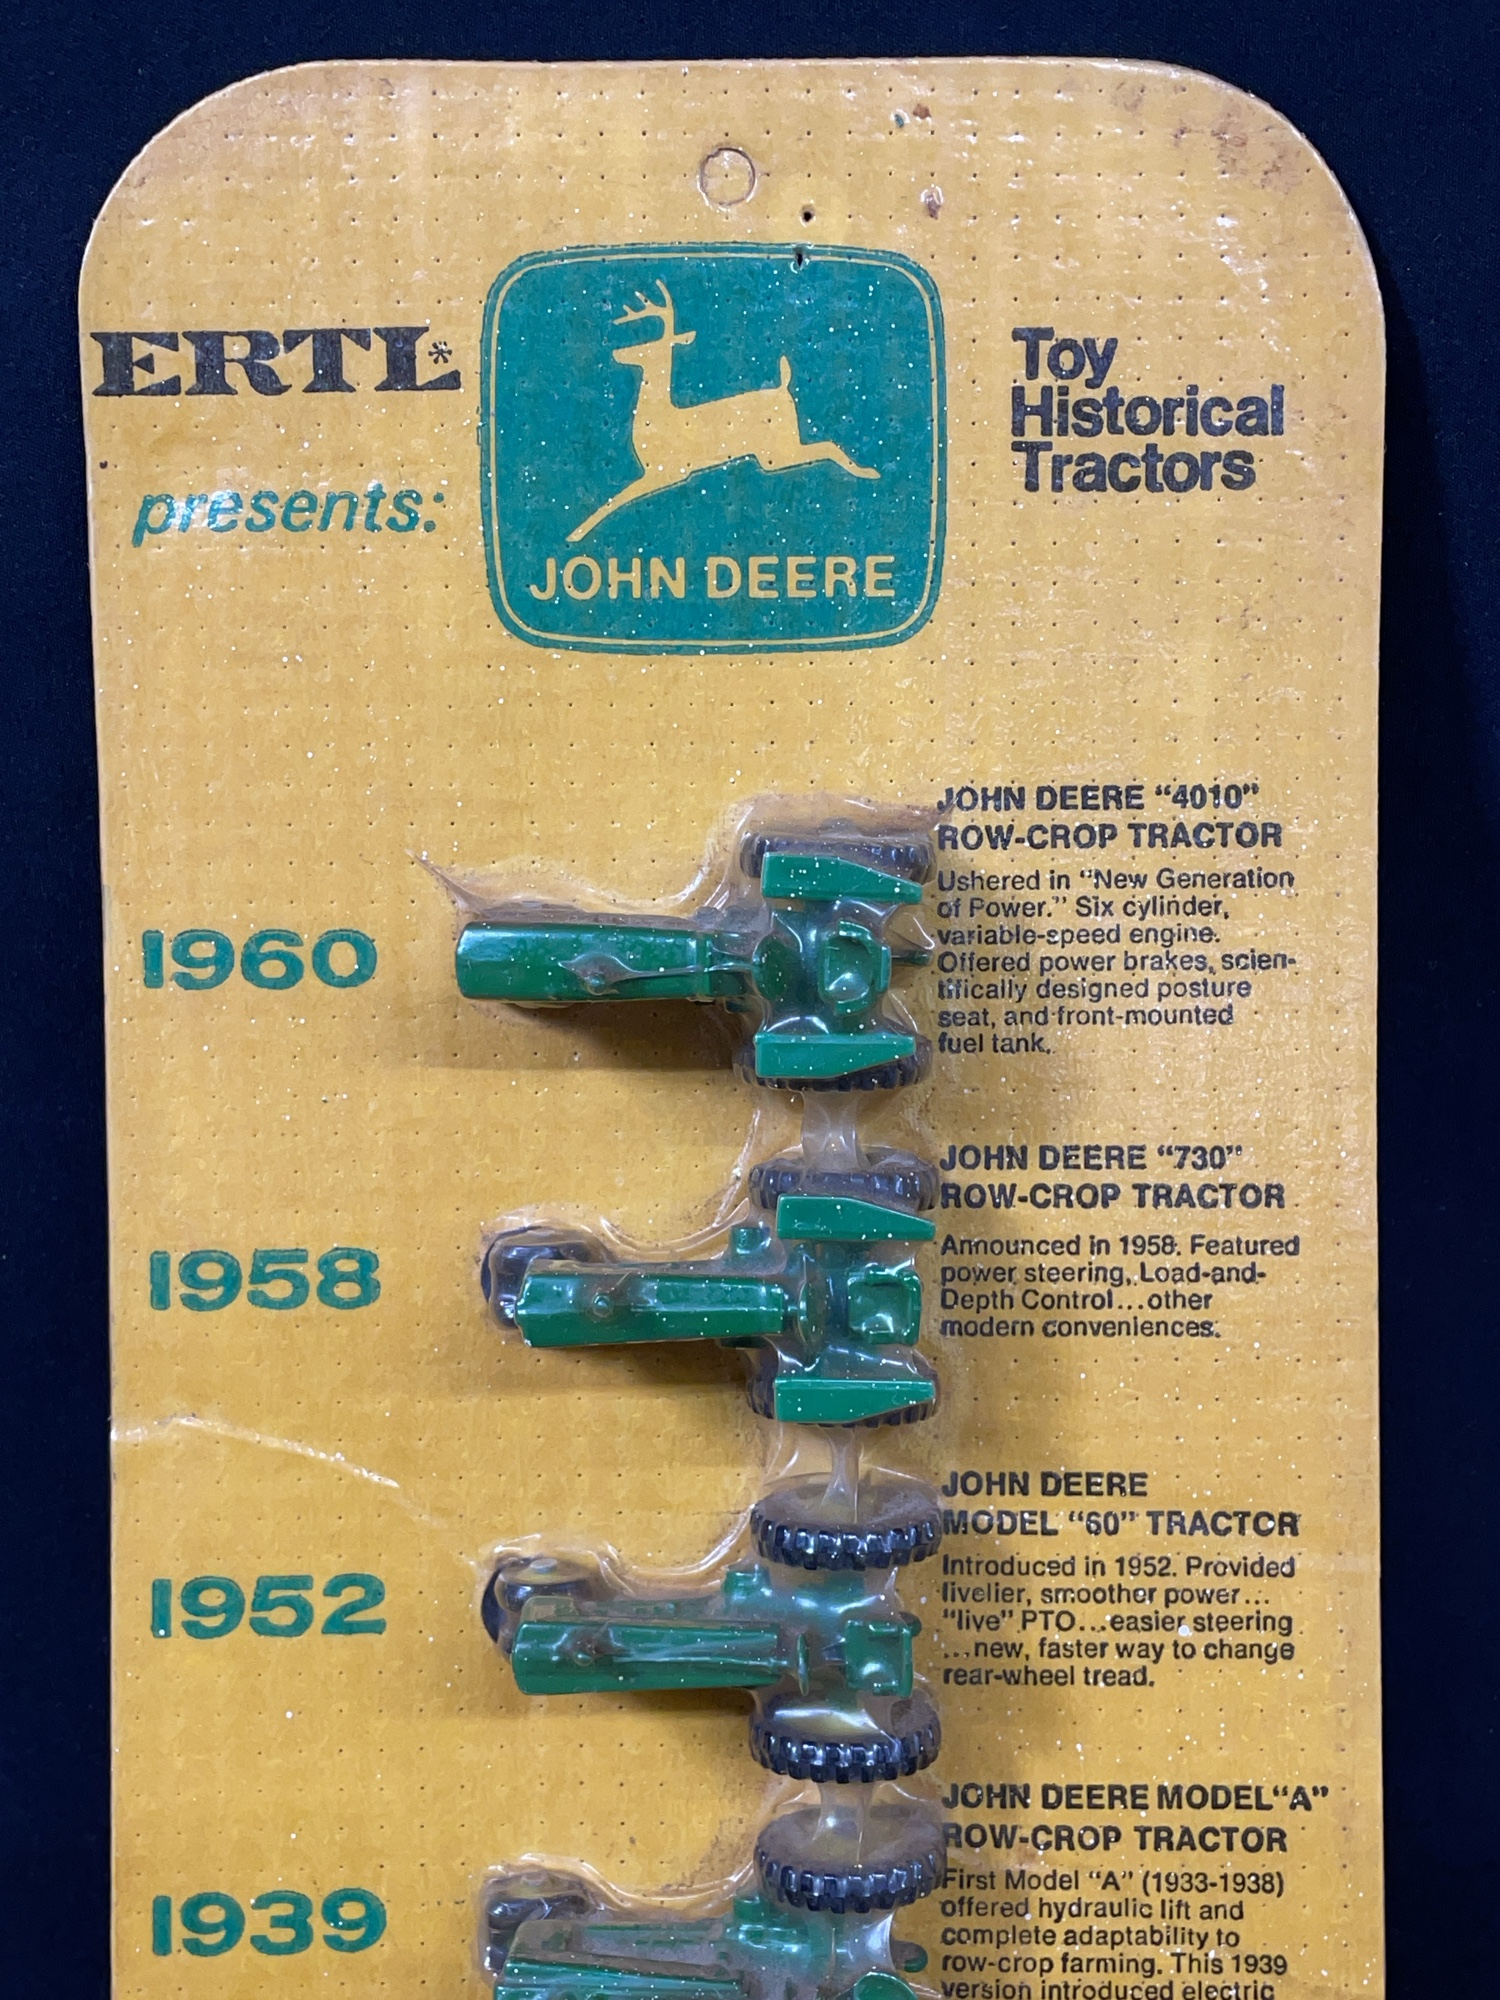 ERTL*
presents:
JOHN DEERE
Toy
Historical
Tractors
1960
JOHN DEERE "4010"
ROW-CROP TRACTOR
Ushered in "New Generation
of Power." Six cylinder,
variable-speed engine.
Offered power brakes, scien-
tifically designed posture
seat, and front-mounted
fuel tank.
1958
JOHN DEERE "730"
ROW-CROP TRACTOR
Announced in 1958. Featured
power steering, Load-and-
Depth Control...other
modern conveniences.
1952
JOHN DEERE
MODEL "60" TRACTOR
Introduced in 1952. Provided
livelier, smoother power...
"live" PTO...easier steering
...new, faster way to change
rear-wheel tread.
1939
JOHN DEERE MODEL "A"
ROW-CROP TRACTOR
First Model "A" (1933-1938)
offered hydraulic lift and
complete adaptability to
row-crop farming. This 1939
version introduced electric